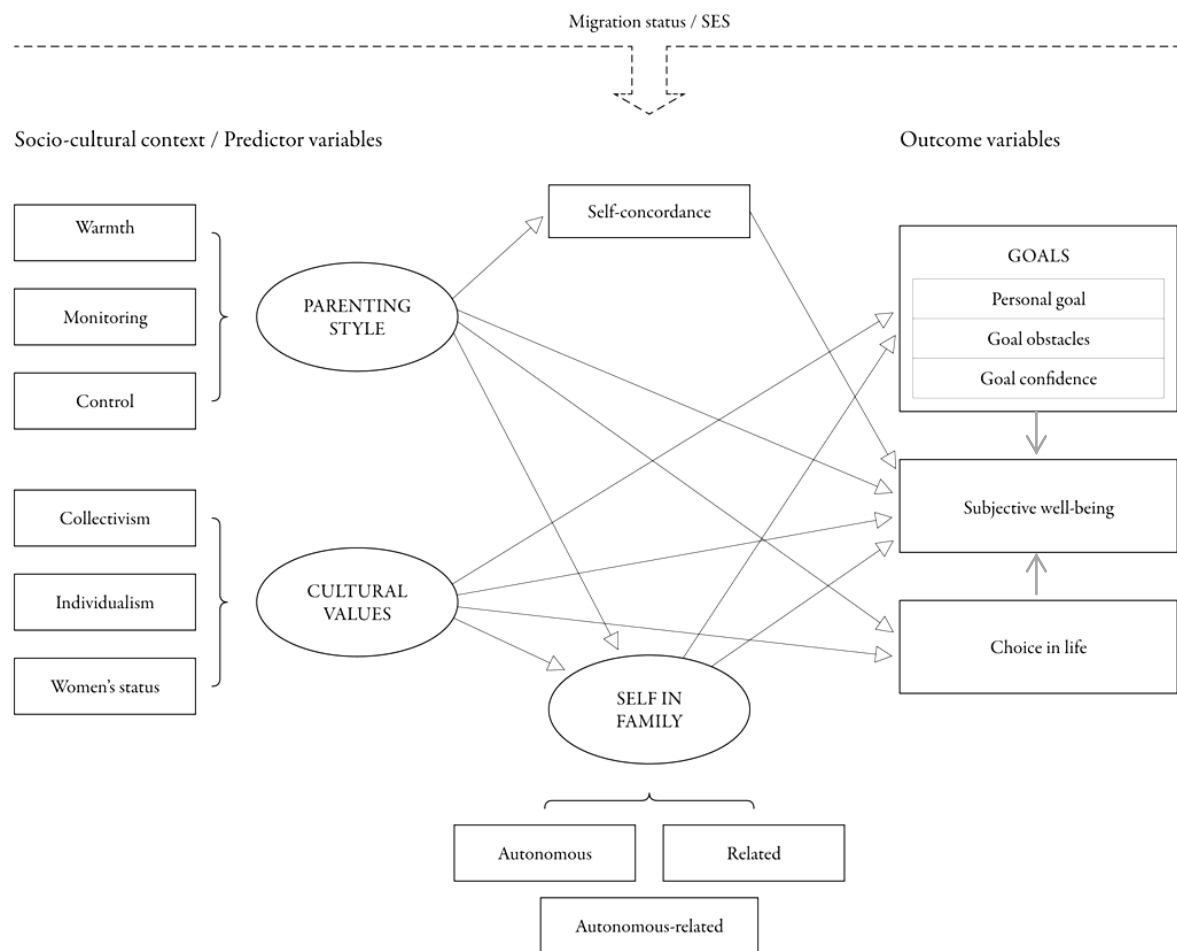 Migration status / SES
Socio-cultural context / Predictor variables
Outcome variables
Warmth
Monitoring
Control
PARENTING
STYLE
Self-concordance
GOALS
Personal goal
Goal obstacles
Goal confidence
Collectivism
Individualism
Women's status
CULTURAL
VALUES
Subjective well-being
Choice in life
SELF IN
FAMILY
Autonomous
Related
Autonomous-related